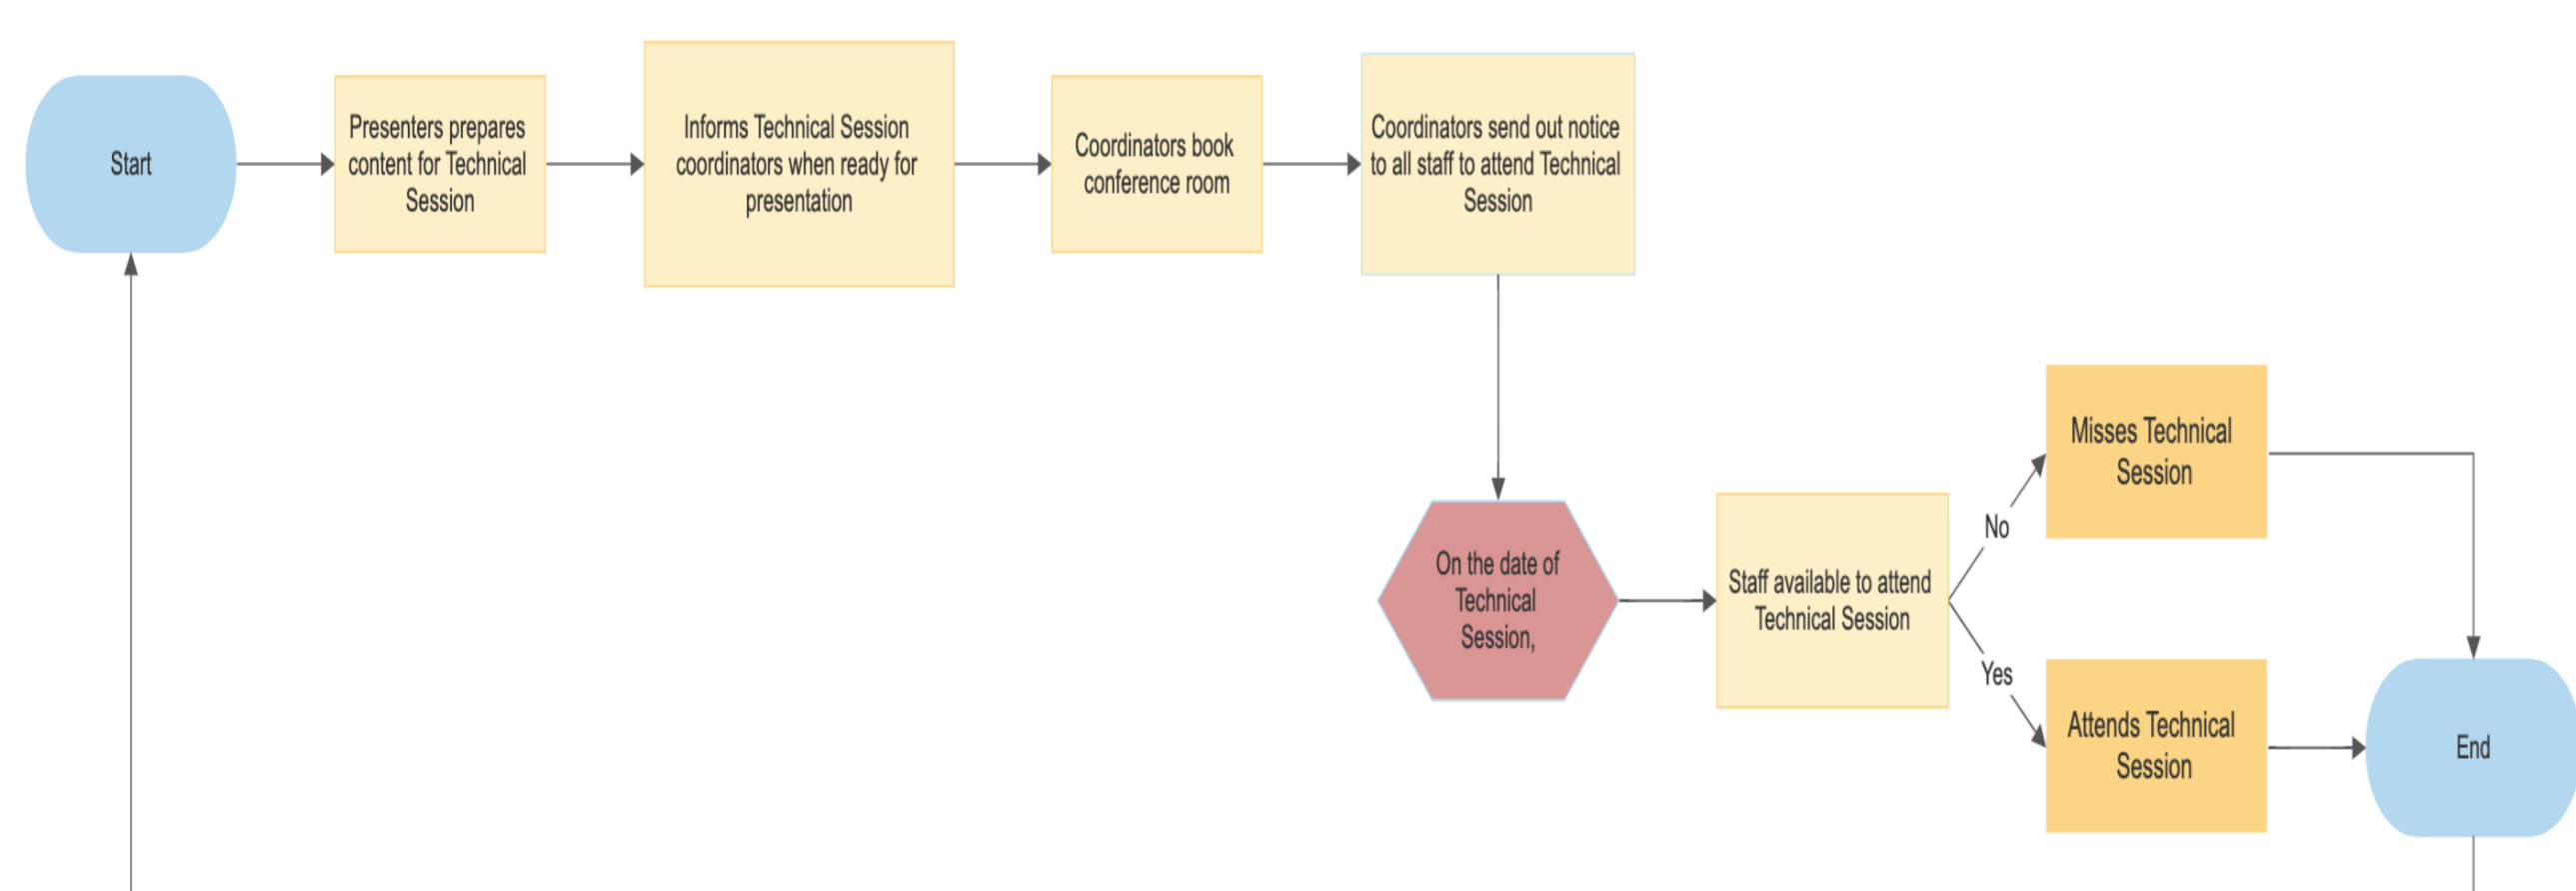 Start
Presenters prepares
content for Technical
Session
Informs Technical Session
coordinators when ready for
presentation
Coordinators book
conference room
Coordinators send out notice
to all staff to attend Technical
Session
On the date of
Technical
Session,
Staff available to attend
Technical Session
No
Yes
Misses Technical
Session
Attends Technical
Session
End